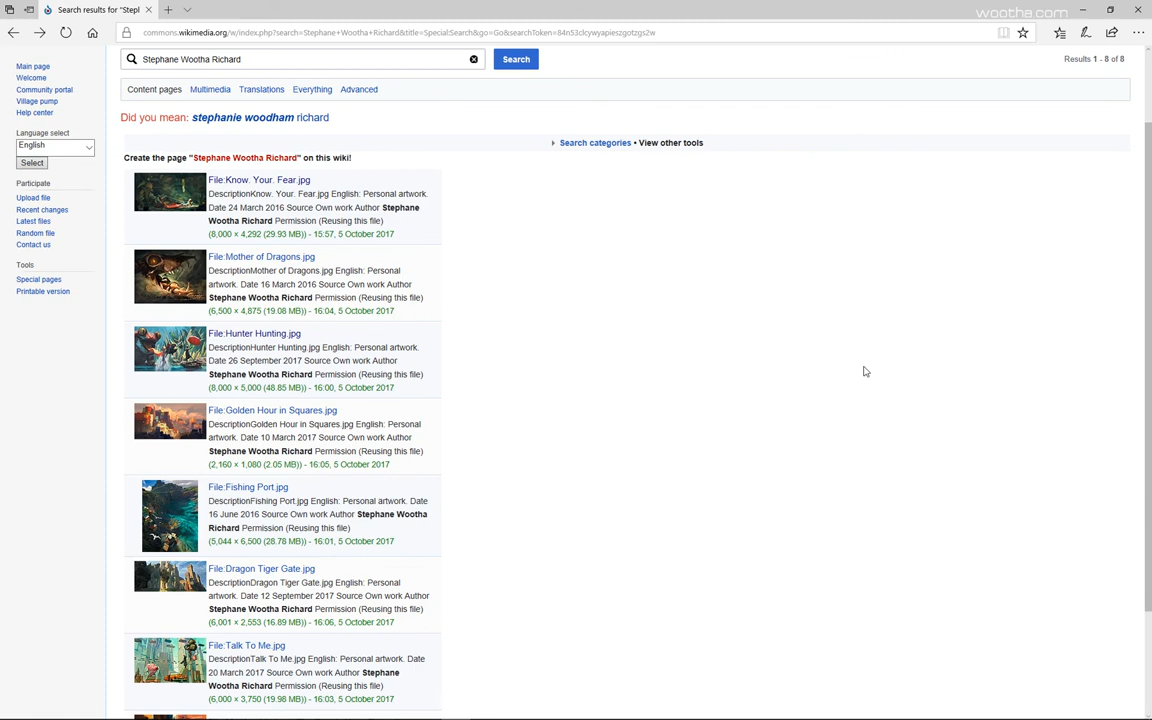 Search results for "Stepl
wootha.com
commons.wikimedia.org/w/index.php?search=Stephane+Wootha+Richard&title=Special:Search&go=Go&searchToken=84n53clcywyapieszgotzgs2w
Main page
Welcome
Community portal
Village pump
Help center
Language select
English
Select
Participate
Upload file
Recent changes
Latest files
Random file
Contact us
Tools
Special pages
Printable version
Stephane Wootha Richard
Search
Results 1 - 8 of 8
Content pages Multimedia Translations Everything Advanced
Did you mean: stephanie woodham richard
Search categories • View other tools
Create the page "Stephane Wootha Richard" on this wiki!
File:Know. Your. Fear.jpg
DescriptionKnow. Your. Fear.jpg English: Personal artwork.
Date 24 March 2016 Source Own work Author Stephane
Wootha Richard Permission (Reusing this file)
(8,000 × 4,292 (29.93 MB)) - 15:57, 5 October 2017
File:Mother of Dragons.jpg
DescriptionMother of Dragons.jpg English: Personal
artwork. Date 16 March 2016 Source Own work Author
Stephane Wootha Richard Permission (Reusing this file)
(6,500 × 4,875 (19.08 MB)) - 16:04, 5 October 2017
File:Hunter Hunting.jpg
DescriptionHunter Hunting.jpg English: Personal artwork.
Date 26 September 2017 Source Own work Author
Stephane Wootha Richard Permission (Reusing this file)
(8,000 × 5,000 (48.85 MB)) - 16:00, 5 October 2017
File:Golden Hour in Squares.jpg
DescriptionGolden Hour in Squares.jpg English: Personal
artwork. Date 10 March 2017 Source Own work Author
Stephane Wootha Richard Permission (Reusing this file)
(2,160 × 1,080 (2.05 MB)) - 16:05, 5 October 2017
File:Fishing Port.jpg
DescriptionFishing Port.jpg English: Personal artwork. Date
16 June 2016 Source Own work Author Stephane Wootha
Richard Permission (Reusing this file)
(5,044 × 6,500 (28.78 MB)) - 16:01, 5 October 2017
File:Dragon Tiger Gate.jpg
DescriptionDragon Tiger Gate.jpg English: Personal
artwork. Date 12 September 2017 Source Own work Author
Stephane Wootha Richard Permission (Reusing this file)
(6,001 × 2,553 (16.89 MB)) - 16:06, 5 October 2017
File:Talk To Me.jpg
DescriptionTalk To Me.jpg English: Personal artwork. Date
20 March 2017 Source Own work Author Stephane
Wootha Richard Permission (Reusing this file)
(6,000 × 3,750 (19.98 MB)) - 16:03, 5 October 2017